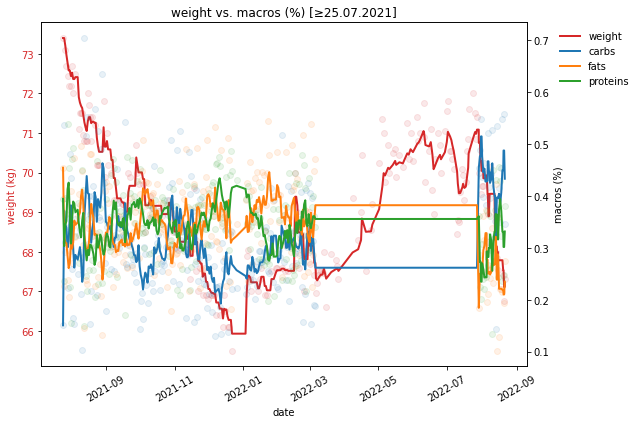 weight vs. macros (%) [≥25.07.2021]
weight
carbs
fats
proteins
73
72
71
70
69
68
67
66
weight (kg)
0.7
0.6
0.5
0.4
0.3
0.2
0.1
macros (%)
2021-09
2021-11
2022-01
2022-03
2022-05
2022-07
2022-09
date